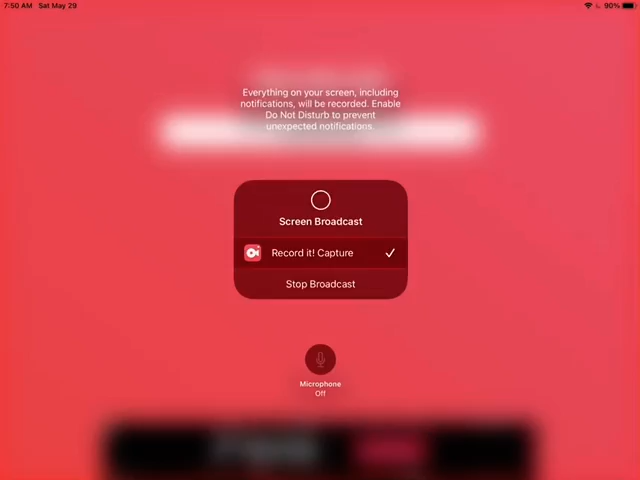 7:50 AM Sat May 29
90%
Everything on your screen, including
notifications, will be recorded. Enable
Do Not Disturb to prevent
unexpected notifications.
Screen Broadcast
Record it! Capture
Stop Broadcast
Microphone
Off